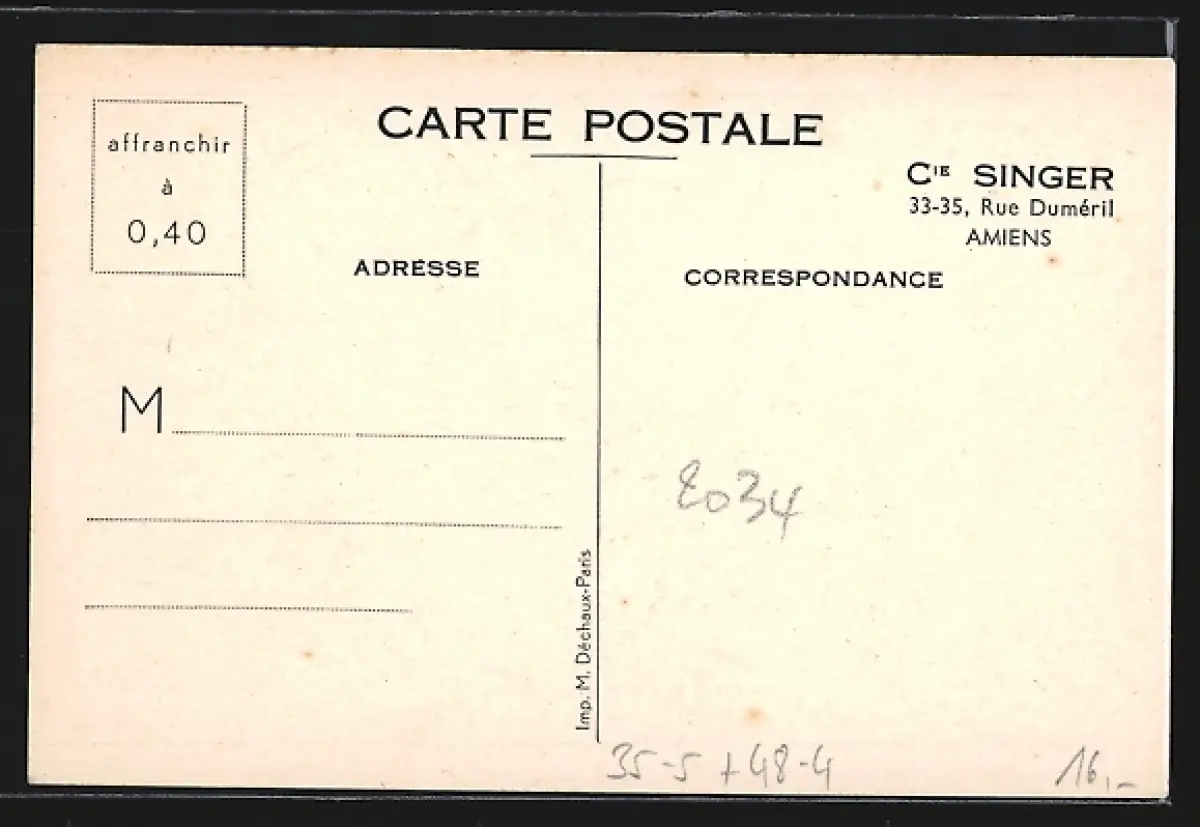 CARTE POSTALE
affranchir
à
0,40
CIE SINGER
33-35, Rue Duméril
AMIENS
ADRESSE
CORRESPONDANCE
M
2034
Imp. M. Déchaux-Paris
35-5 + 48-4
16,-